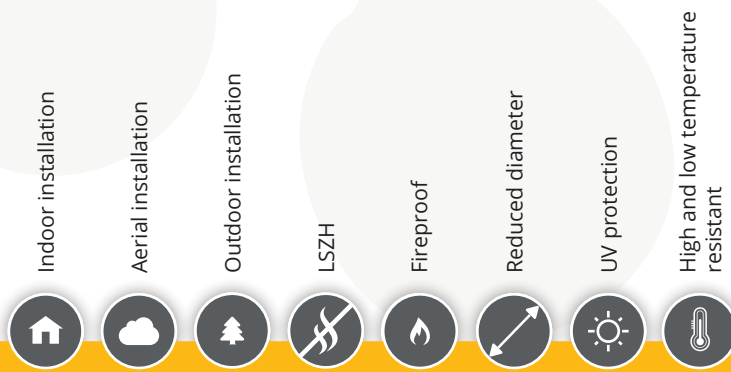 Indoor installation
Aerial installation
Outdoor installation
LSZH
Fireproof
Reduced diameter
UV protection
High and low temperature
resistant